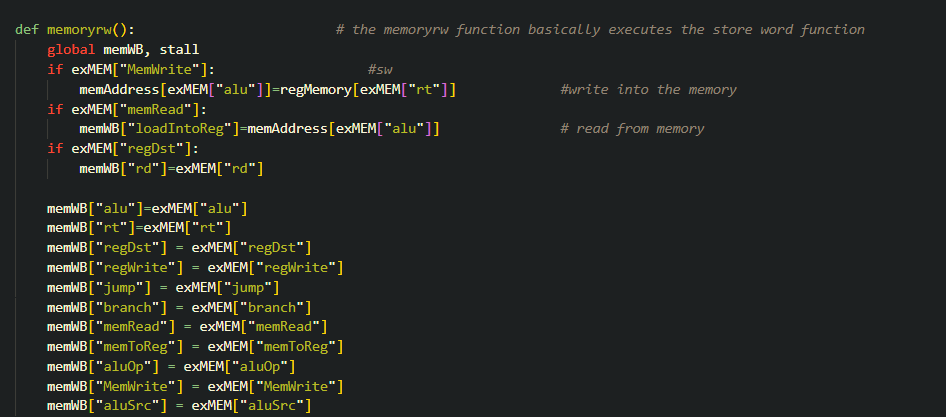 def memoryrw():                         # the memoryrw function basically executes the store word function
    global memWB, stall
    if exMEM["MemWrite"]:                   #sw
        memAddress[exMEM["alu"]]=regMemory[exMEM["rt"]]             #write into the memory
    if exMEM["memRead"]:
        memWB["loadIntoReg"]=memAddress[exMEM["alu"]]               # read from memory
    if exMEM["regDst"]:
        memWB["rd"]=exMEM["rd"]

    memWB["alu"]=exMEM["alu"]
    memWB["rt"]=exMEM["rt"]
    memWB["regDst"] = exMEM["regDst"]
    memWB["regWrite"] = exMEM["regWrite"]
    memWB["jump"] = exMEM["jump"]
    memWB["branch"] = exMEM["branch"]
    memWB["memRead"] = exMEM["memRead"]
    memWB["memToReg"] = exMEM["memToReg"]
    memWB["aluOp"] = exMEM["aluOp"]
    memWB["MemWrite"] = exMEM["MemWrite"]
    memWB["aluSrc"] = exMEM["aluSrc"]